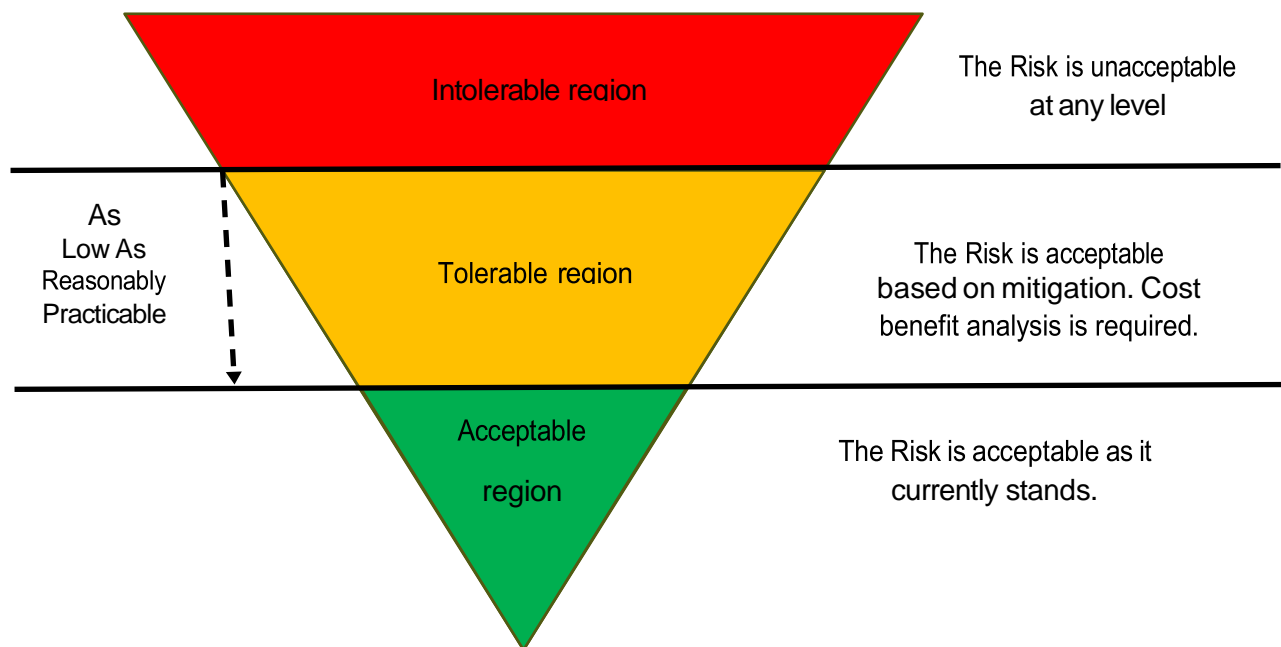 Intolerable region
The Risk is unacceptable
at any level
As
Low As
Reasonably
Practicable
Tolerable region
The Risk is acceptable
based on mitigation. Cost
benefit analysis is required.
Acceptable
region
The Risk is acceptable as it
currently stands.